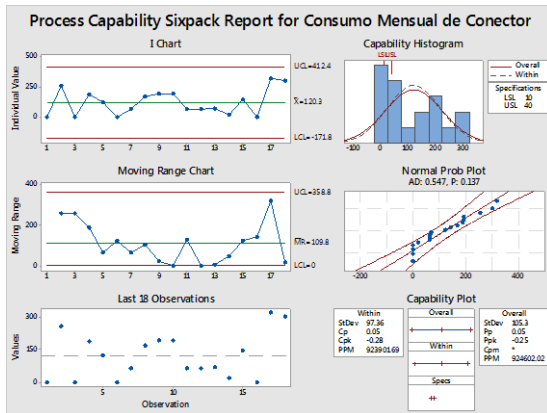 Process Capability Sixpack Report for Consumo Mensual de Conector
I Chart
Individual Value
500
250
0
1 3 5 7 9 11 13 15 17
UCL=412.4
X=120.3
LCL=-171.8
Capability Histogram
LSL USL
-100 0 100 200 300
Overall
Within
Specifications
LSL 10
USL 40
Moving Range Chart
Moving Range
400
200
0
1 3 5 7 9 11 13 15 17
UCL=358.8
MR=109.8
LCL=0
Normal Prob Plot
AD: 0.547, P: 0.137
-200 0 200 400
Last 18 Observations
Values
300
150
0
5 10 15
Observation
Capability Plot
Within
StDev 97.36
Cp 0.05
Cpk -0.28
PPM 923901.69
Overall
Within
Specs
Overall
StDev 105.3
Pp 0.05
Ppk -0.25
Cpm *
PPM 924602.02